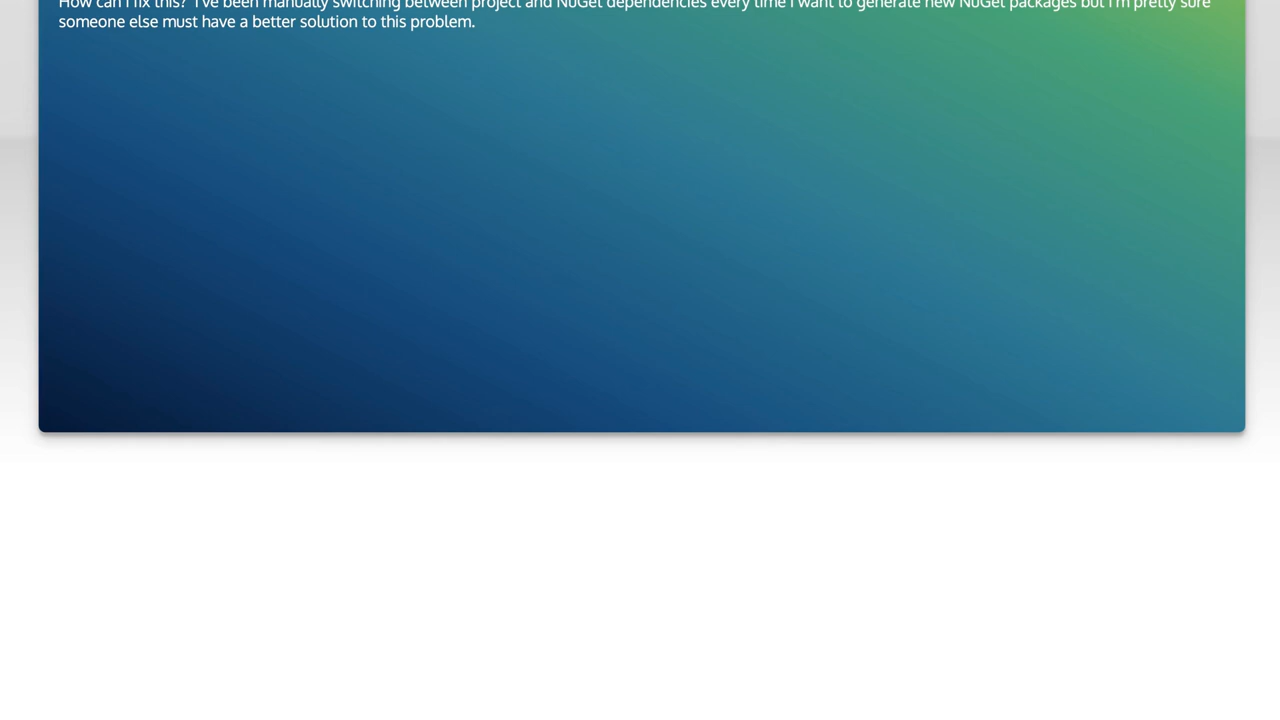 How can I fix this? I've been manually switching between project and NuGet dependencies every time I want to generate new NuGet packages but I'm pretty sure
someone else must have a better solution to this problem.